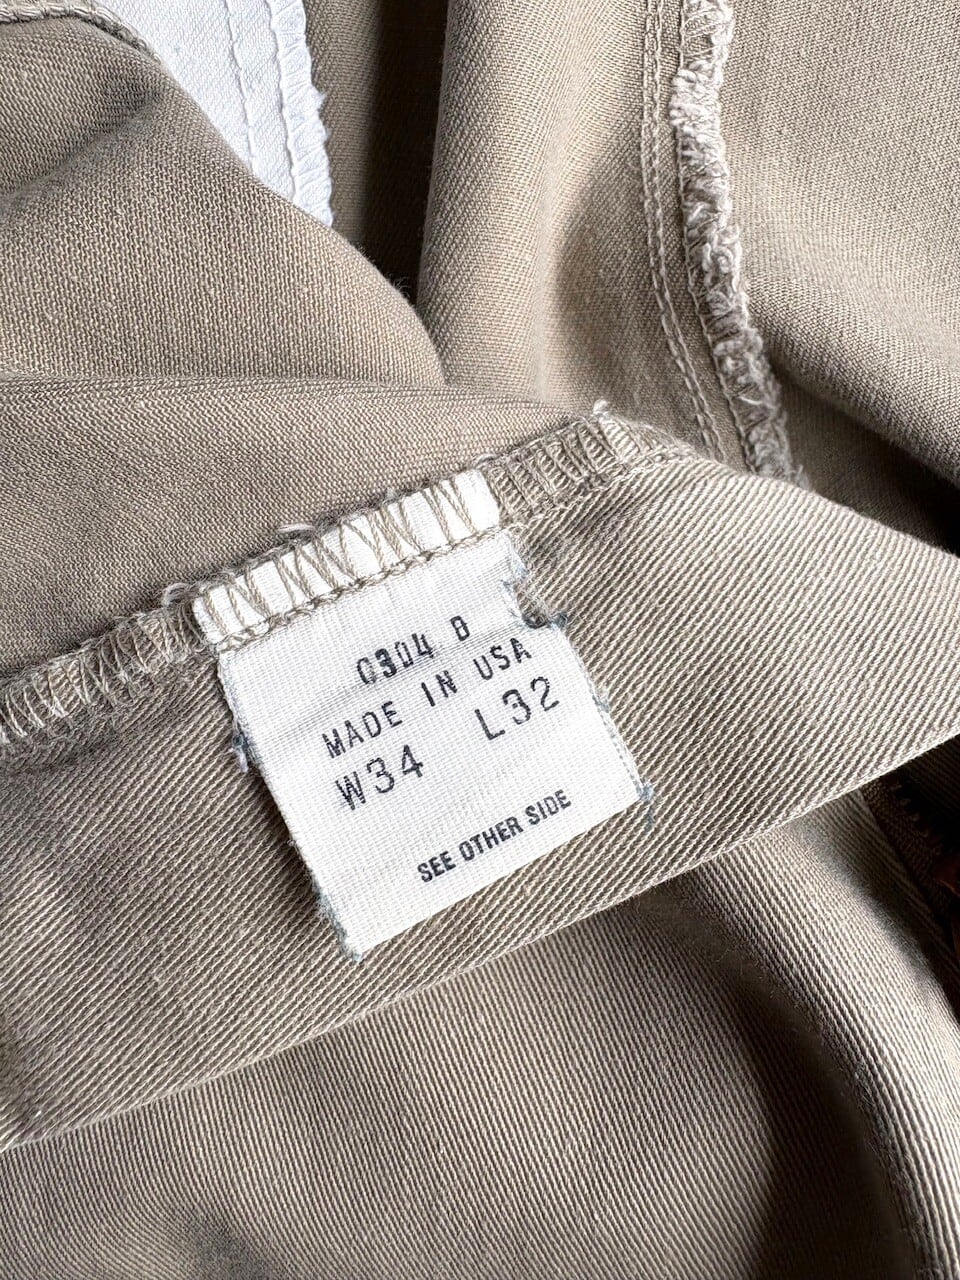 0304 B
MADE IN USA
W34 L32
SEE OTHER SIDE